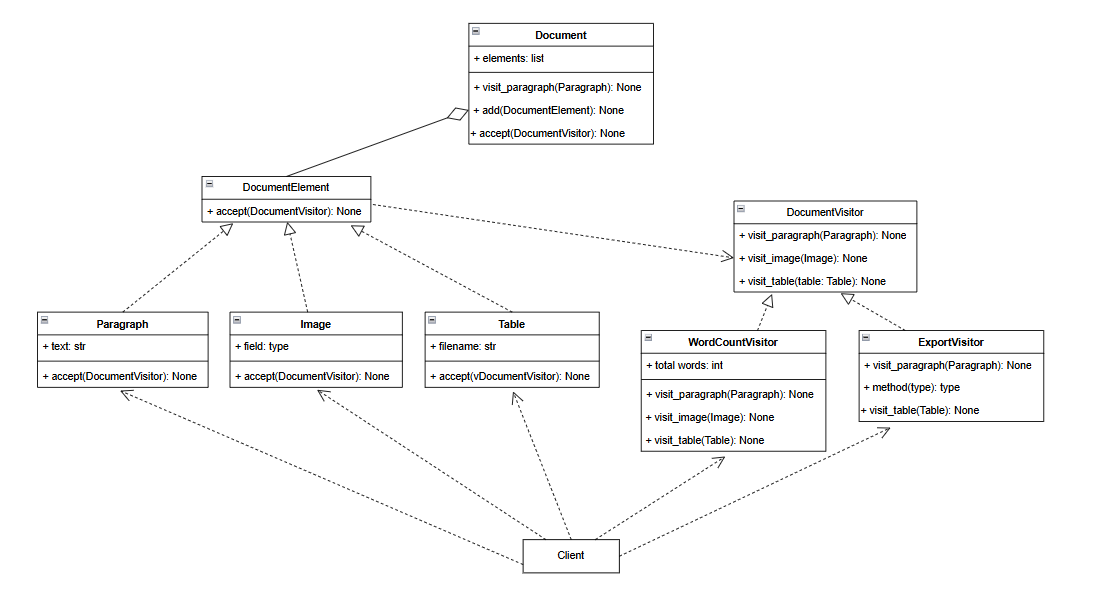 Document
+ elements: list
+ visit_paragraph(Paragraph): None
+ add(DocumentElement): None
+ accept(DocumentVisitor): None
DocumentElement
+ accept(DocumentVisitor): None
DocumentVisitor
+ visit_paragraph(Paragraph): None
+ visit_image(Image): None
+ visit_table(table: Table): None
Paragraph
+ text: str
+ accept(DocumentVisitor): None
Image
+ field: type
+ accept(DocumentVisitor): None
Table
+ filename: str
+ accept(vDocumentVisitor): None
WordCountVisitor
+ total words: int
+ visit_paragraph(Paragraph): None
+ visit_image(Image): None
+ visit_table(Table): None
ExportVisitor
+ visit_paragraph(Paragraph): None
+ method(type): type
+ visit_table(Table): None
Client